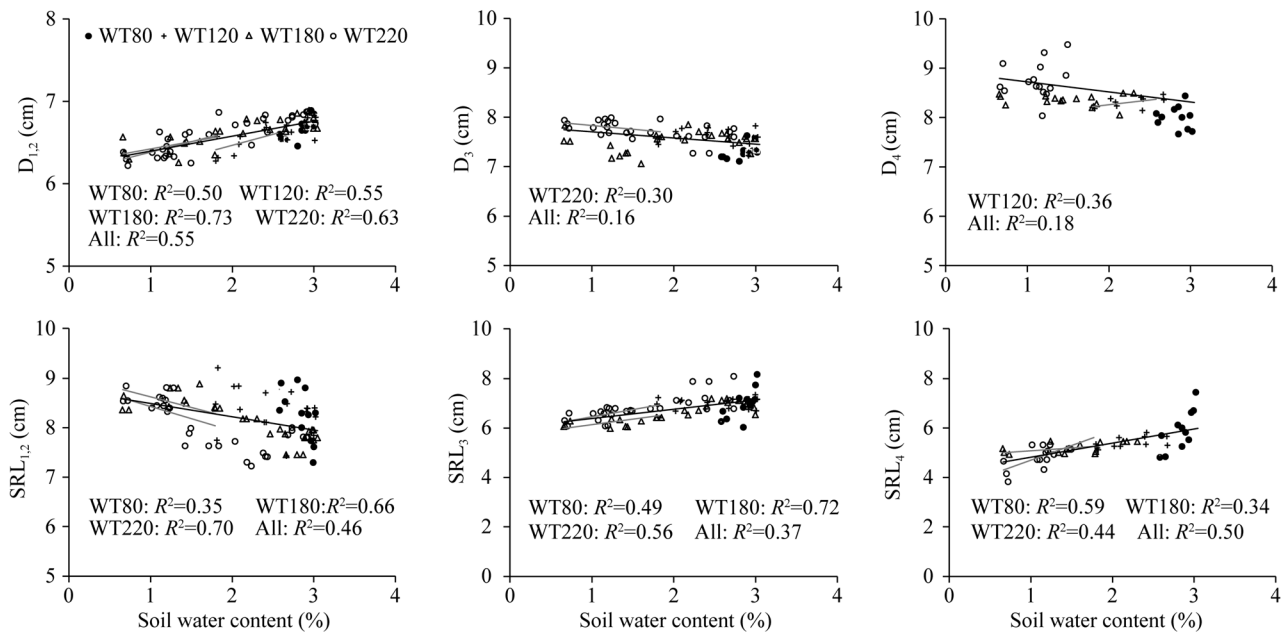 WT80 WT120 WT180 WT220
D1,2 (cm)
8
7
6
5
0 1 2 3 4
WT80: R²=0.50 WT120: R²=0.55
WT180: R²=0.73 WT220: R²=0.63
All: R²=0.55
D3 (cm)
10
9
8
7
6
5
0 1 2 3 4
WT220: R²=0.30
All: R²=0.16
D4 (cm)
10
9
8
7
6
5
0 1 2 3 4
WT120: R²=0.36
All: R²=0.18
SRL1,2 (cm)
10
9
8
7
6
5
0 1 2 3 4
WT80: R²=0.35 WT180:R²=0.66
WT220: R²=0.70 All: R²=0.46
Soil water content (%)
SRL3 (cm)
10
8
6
4
2
0
0 1 2 3 4
WT80: R²=0.49 WT180: R²=0.72
WT220: R²=0.56 All: R²=0.37
Soil water content (%)
SRL4 (cm)
10
8
6
4
2
0
0 1 2 3 4
WT80: R²=0.59 WT180: R²=0.34
WT220: R²=0.44 All: R²=0.50
Soil water content (%)